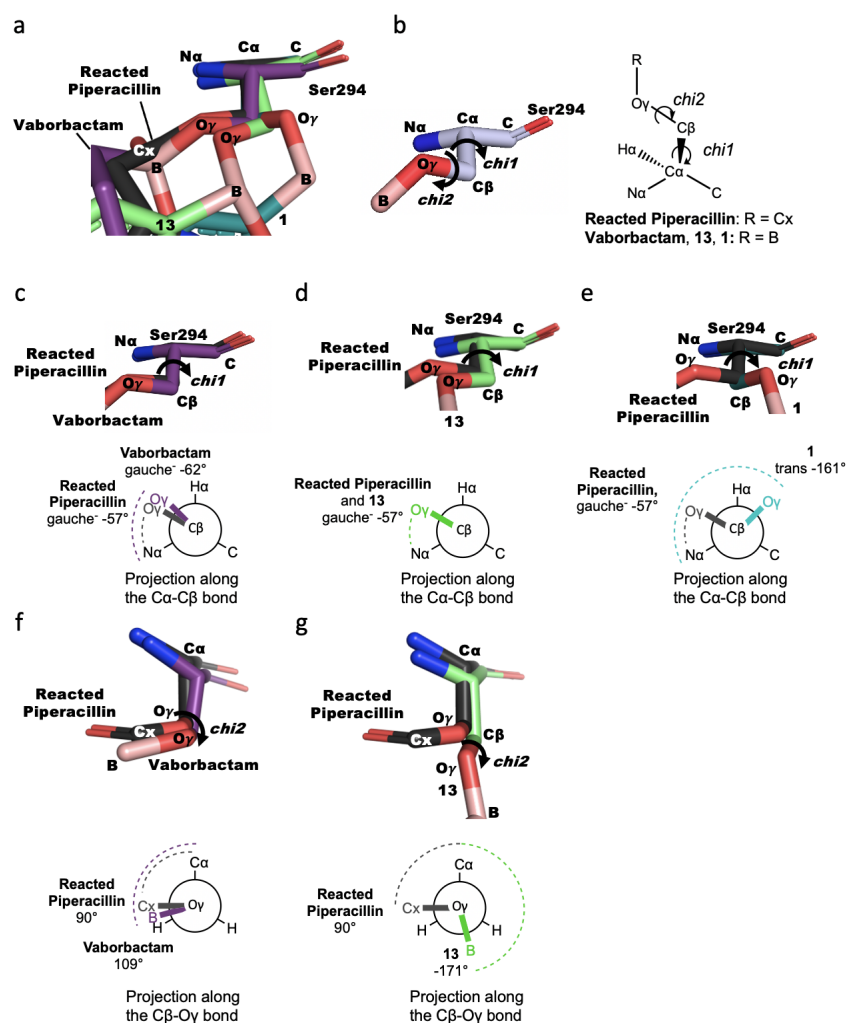 a
Nα
Cα
C
Reacted
Piperacillin
Ser294
Vaborbactam
Oγ
Oγ
Oγ
Cx
B
B
B
13
1
b
R
Oγ
chi2
Cβ
Hα
chi1
Cα
Nα
C
Ser294
Cα
C
Nα
Oγ
chi1
Cβ
chi2
B
Reacted Piperacillin: R = Cx
Vaborbactam, 13, 1: R = B
c
Ser294
Nα
C
Reacted
Piperacillin
chi1
Oγ
Cβ
Vaborbactam
Vaborbactam
gauche⁻ -62°
Reacted
Piperacillin
gauche⁻ -57°
Hα
Oγ
Oγ
Cβ
Nα
C
Projection along
the Cα-Cβ bond
d
Ser294
Nα
C
Reacted
Piperacillin
chi1
Oγ
Oγ
Cβ
13
Reacted Piperacillin
and 13
gauche⁻ -57°
Hα
Oγ
Cβ
Nα
C
Projection along
the Cα-Cβ bond
e
Ser294
Nα
C
Oγ
chi1
Oγ
Reacted
Piperacillin
Cβ
1
1
trans -161°
Reacted
Piperacillin,
gauche⁻ -57°
Hα
Oγ
Oγ
Cβ
Nα
C
Projection along
the Cα-Cβ bond
f
Cα
Reacted
Piperacillin
Oγ
chi2
Cx
Oγ
B
Vaborbactam
Cα
Reacted
Piperacillin
90°
Cx
Oγ
B
H
H
Vaborbactam
109°
Projection along
the Cβ-Oγ bond
g
Cα
Reacted
Piperacillin
Cx
Cβ
chi2
Oγ
13
B
Cα
Reacted
Piperacillin
90°
Cx
Oγ
H
H
B
13
-171°
Projection along
the Cβ-Oγ bond